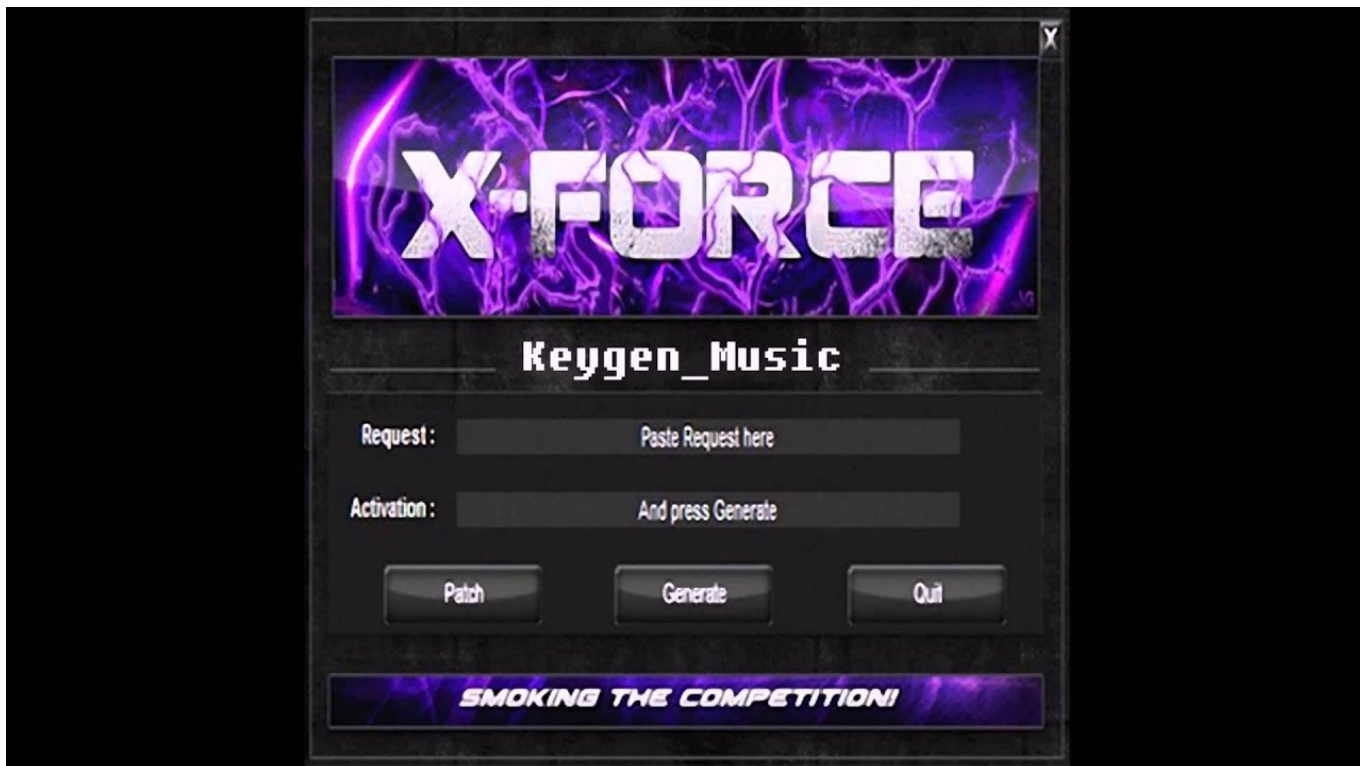 X
X-FORCE
Keygen_Music
Request: Paste Request here
Activation: And press Generate
Patch Generate Quit
SMOKING THE COMPETITION!